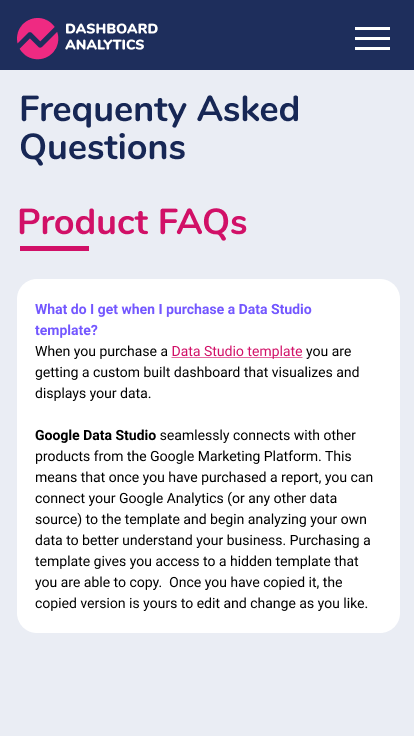 DASHBOARD
ANALYTICS
Frequenty Asked
Questions
Product FAQs
What do I get when I purchase a Data Studio
template?
When you purchase a Data Studio template you are
getting a custom built dashboard that visualizes and
displays your data.
Google Data Studio seamlessly connects with other
products from the Google Marketing Platform. This
means that once you have purchased a report, you can
connect your Google Analytics (or any other data
source) to the template and begin analyzing your own
data to better understand your business. Purchasing a
template gives you access to a hidden template that
you are able to copy.  Once you have copied it, the
copied version is yours to edit and change as you like.